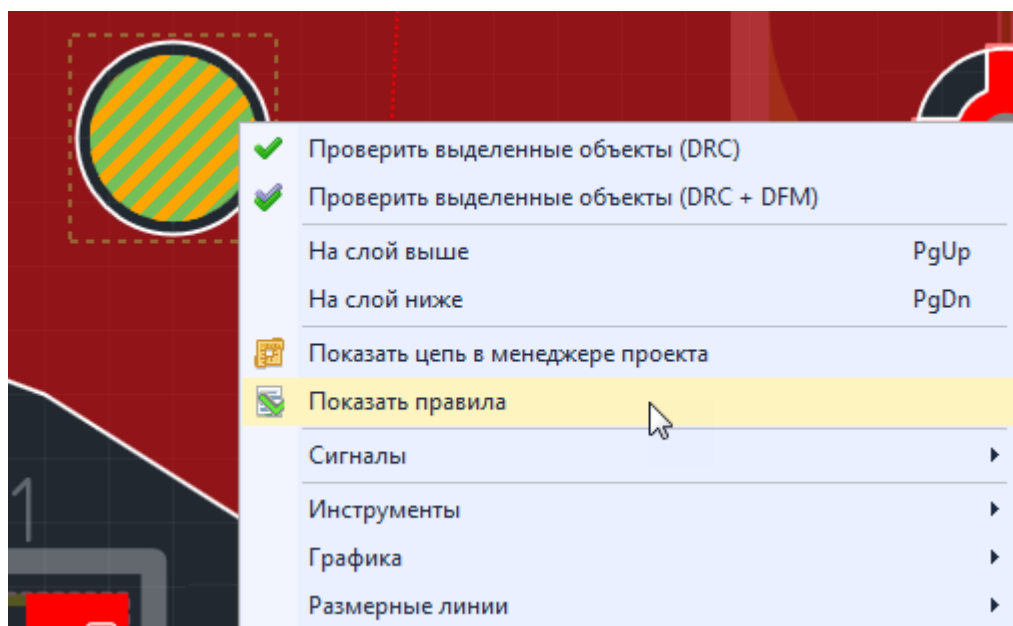 Проверить выделенные объекты (DRC)
Проверить выделенные объекты (DRC + DFM)
На слой выше PgUp
На слой ниже PgDn
Показать цепь в менеджере проекта
Показать правила
Сигналы
1
Инструменты
Графика
Размерные линии